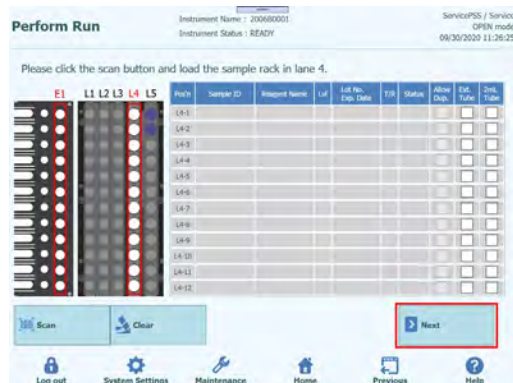 Perform Run
Instrument Name : 200680001
Instrument Status : READY
ServicePSS / Service
OPEN mode
09/30/2020 11:26:25
Please click the scan button and load the sample rack in lane 4.
E1 L1 L2 L3 L4 L5
Pos'n Sample ID Reagent Name Lot Lot No. Exp. Date T/R Status Allow Dup. Ext. Tube 2mL Tube
L4-1
L4-2
L4-3
L4-4
L4-5
L4-6
L4-7
L4-8
L4-9
L4-10
L4-11
L4-12
Scan Clear Next
Log out System Settings Maintenance Home Previous Help